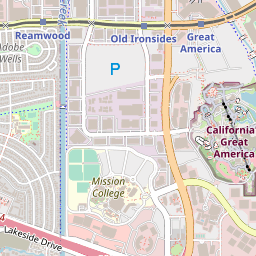 Reamwood
Old Ironsides
Great
America
Adobe
Wells
P
California's
Great
America
Mission
College
Lakeside Drive